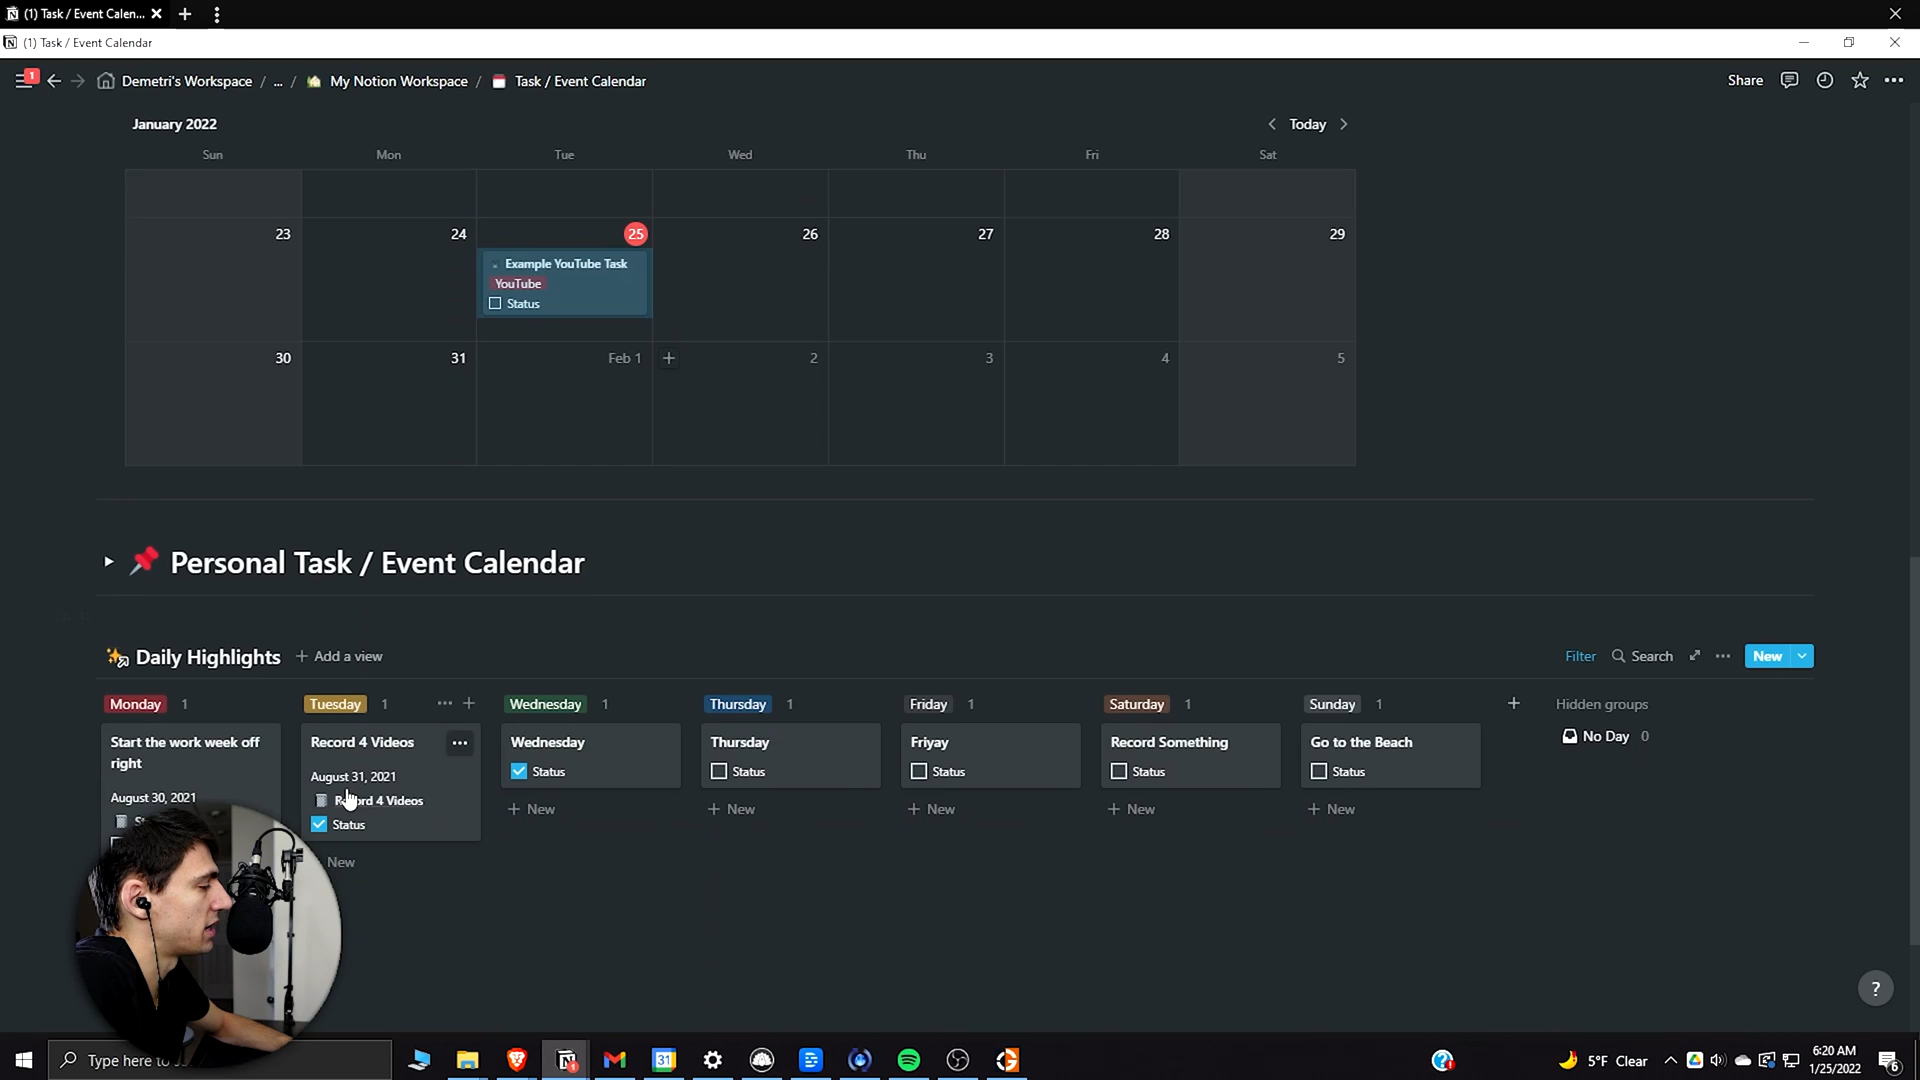 (1) Task / Event Calen...
(1) Task / Event Calendar
1 Demetri's Workspace / ... / My Notion Workspace / Task / Event Calendar
Share
January 2022
Today
Sun Mon Tue Wed Thu Fri Sat
23 24 25 26 27 28 29
Example YouTube Task
YouTube
Status
30 31 Feb 1 2 3 4 5
Personal Task / Event Calendar
Daily Highlights + Add a view
Filter Search New
Monday 1 Tuesday 1 Wednesday 1 Thursday 1 Friday 1 Saturday 1 Sunday 1 Hidden groups
Start the work week off
right
August 30, 2021
Record 4 Videos
August 31, 2021
4 Videos
Status
New
Wednesday
Status
+ New
Thursday
Status
+ New
Friyay
Status
+ New
Record Something
Status
+ New
Go to the Beach
Status
+ New
No Day 0
?
Type here
31
5°F Clear
6:20 AM
1/25/2022
6